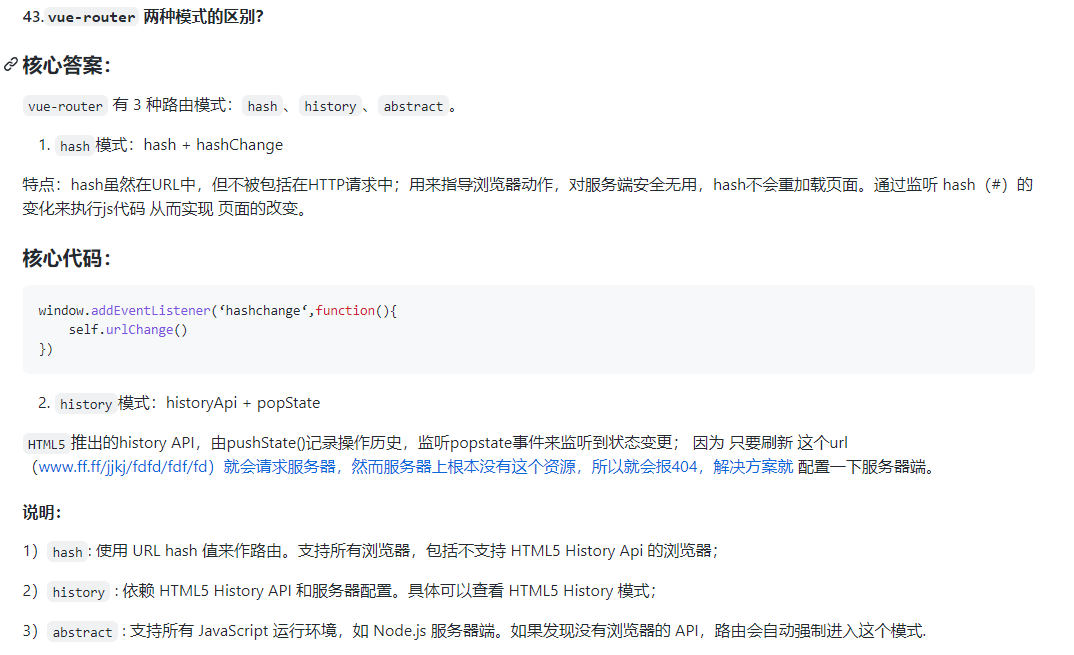 43.vue-router 两种模式的区别？
核心答案：
vue-router 有 3 种路由模式：hash、history、abstract。
1. hash模式：hash + hashChange
特点：hash虽然在URL中，但不被包括在HTTP请求中；用来指导浏览器动作，对服务端安全无用，hash不会重加载页面。通过监听 hash（#）的
变化来执行js代码 从而实现 页面的改变。
核心代码：
window.addEventListener(‘hashchange‘,function(){
    self.urlChange()
})
2. history模式：historyApi + popState
HTML5 推出的history API，由pushState()记录操作历史，监听popstate事件来监听到状态变更； 因为 只要刷新 这个url
（www.ff.ff/jjkj/fdfd/fdf/fd）就会请求服务器，然而服务器上根本没有这个资源，所以就会报404，解决方案就 配置一下服务器端。
说明：
1）hash: 使用 URL hash 值来作路由。支持所有浏览器，包括不支持 HTML5 History Api 的浏览器；
2）history : 依赖 HTML5 History API 和服务器配置。具体可以查看 HTML5 History 模式；
3）abstract : 支持所有 JavaScript 运行环境，如 Node.js 服务器端。如果发现没有浏览器的 API，路由会自动强制进入这个模式.